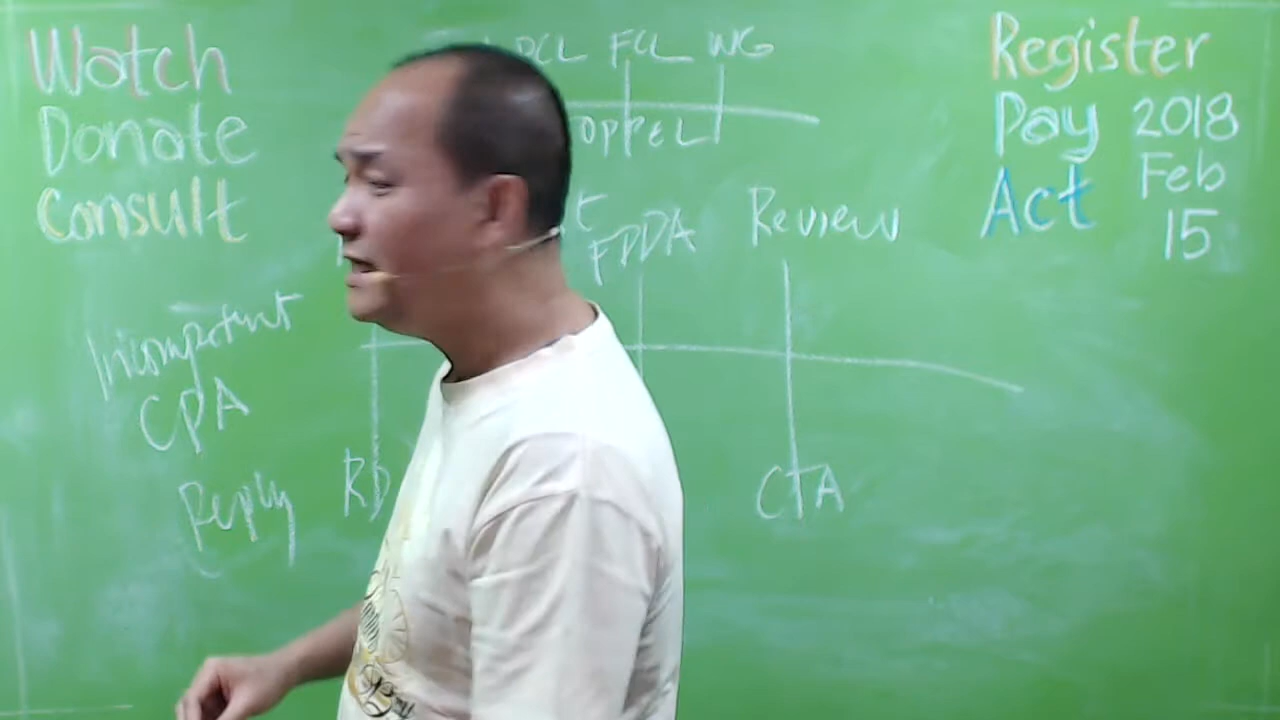 Watch
Donate
Consult
PCL FCL WG
OPPEL
Register
Pay 2018
Act Feb
15
FDDA
Review
Incompetent
CPA
Reply
RD
CTA